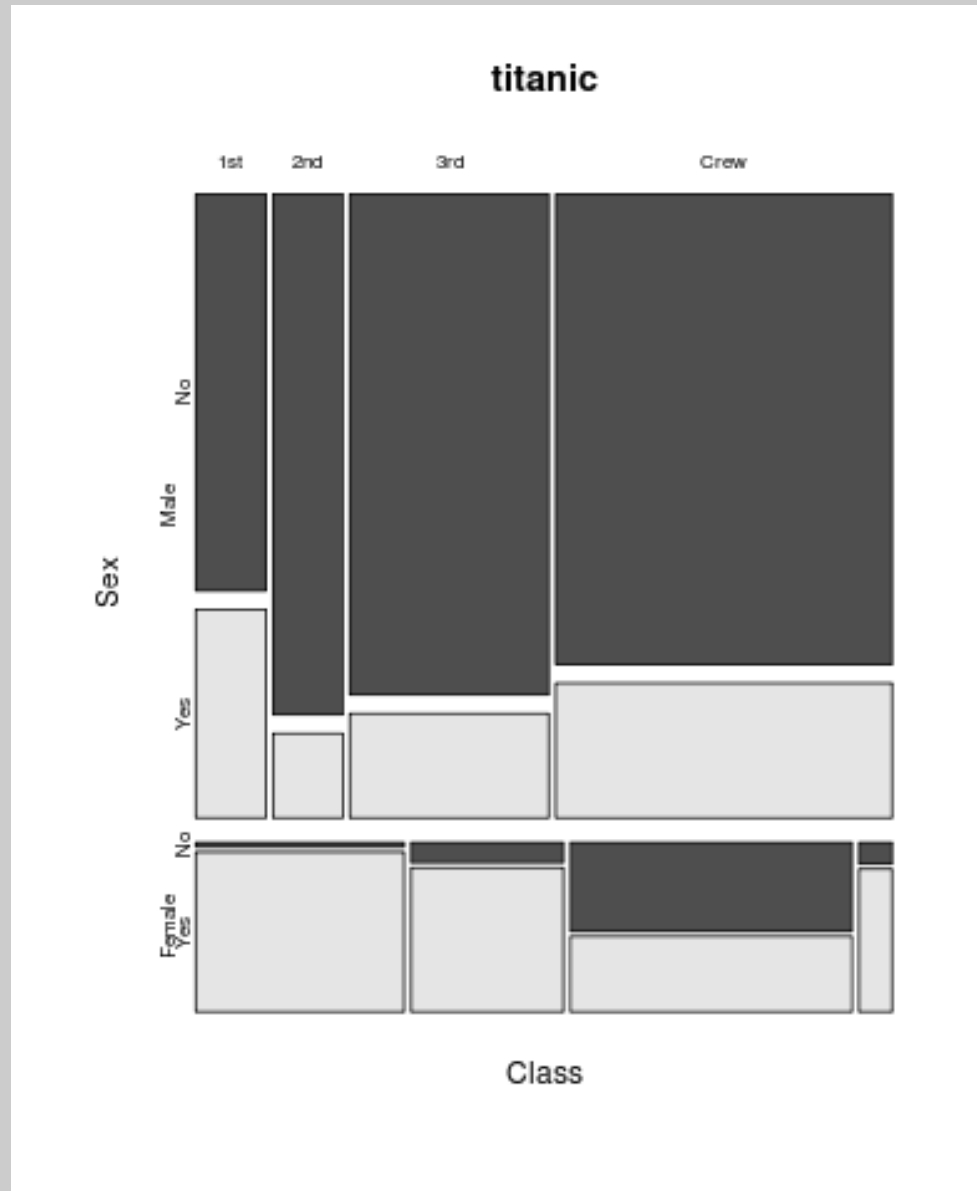 titanic
1st 2nd 3rd Crew
No
Male
Sex
Yes
No
Female
Yes
Class